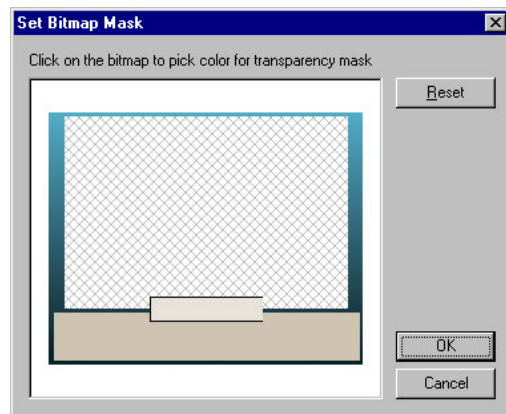 Set Bitmap Mask
Click on the bitmap to pick color for transparency mask
Reset
OK
Cancel